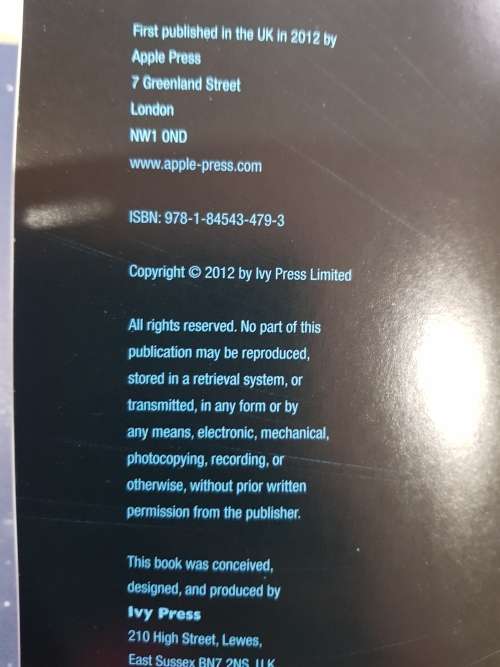 First published in the UK in 2012 by
Apple Press
7 Greenland Street
London
NW1 0ND
www.apple-press.com
ISBN: 978-1-84543-479-3
Copyright © 2012 by Ivy Press Limited
All rights reserved. No part of this
publication may be reproduced,
stored in a retrieval system, or
transmitted, in any form or by
any means, electronic, mechanical,
photocopying, recording, or
otherwise, without prior written
permission from the publisher.
This book was conceived,
designed, and produced by
Ivy Press
210 High Street, Lewes,
East Sussex BN7 2NS, U.K.